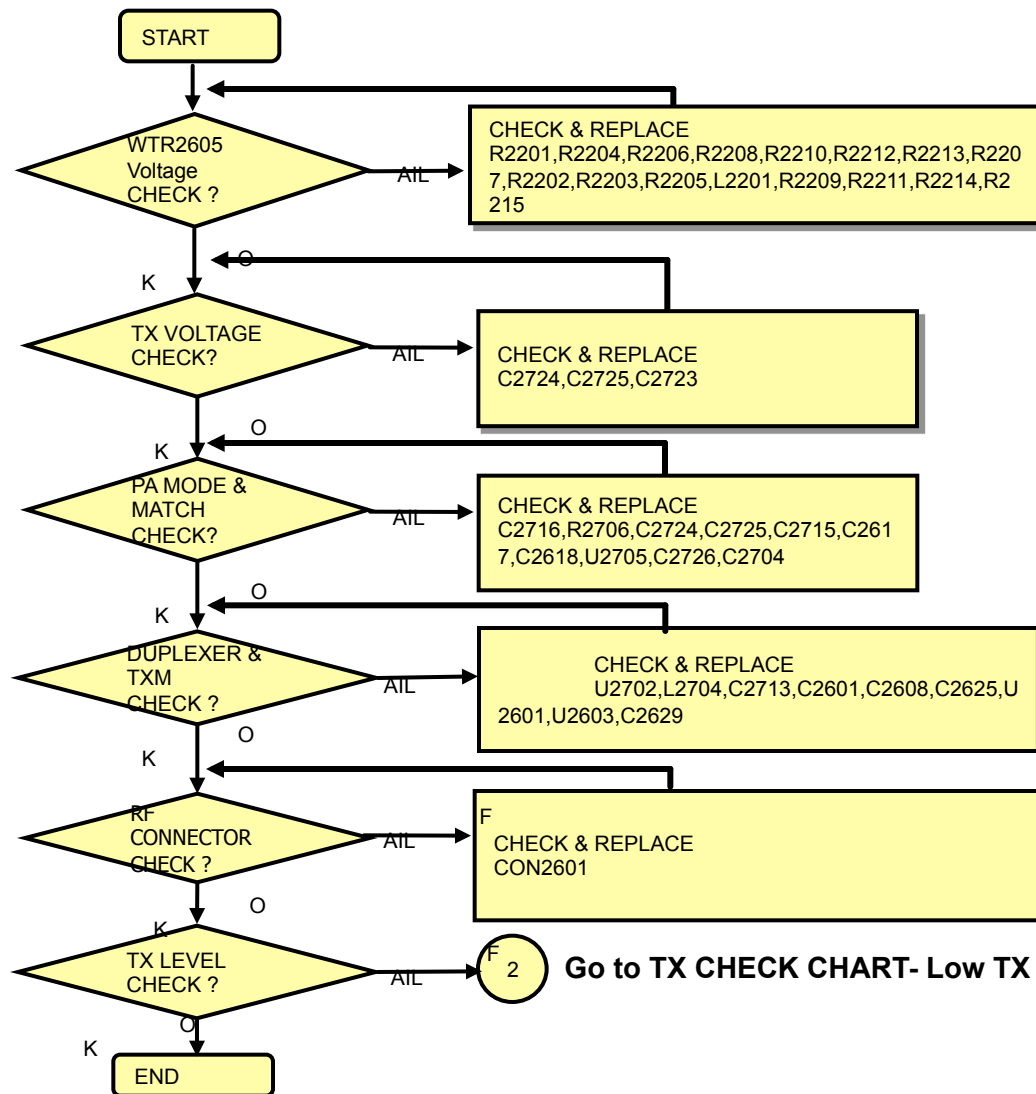 START
WTR2605
Voltage
CHECK ?
AIL
CHECK & REPLACE
R2201,R2204,R2206,R2208,R2210,R2212,R2213,R220
7,R2202,R2203,R2205,L2201,R2209,R2211,R2214,R2
215
O
K
TX VOLTAGE
CHECK?
AIL
CHECK & REPLACE
C2724,C2725,C2723
O
K
PA MODE &
MATCH
CHECK?
AIL
CHECK & REPLACE
C2716,R2706,C2724,C2725,C2715,C261
7,C2618,U2705,C2726,C2704
O
K
DUPLEXER &
TXM
CHECK ?
AIL
CHECK & REPLACE
U2702,L2704,C2713,C2601,C2608,C2625,U
2601,U2603,C2629
O
K
RF
CONNECTOR
CHECK ?
AIL
F
CHECK & REPLACE
CON2601
O
K
TX LEVEL
CHECK ?
AIL
F
2
Go to TX CHECK CHART- Low TX
O
K
END